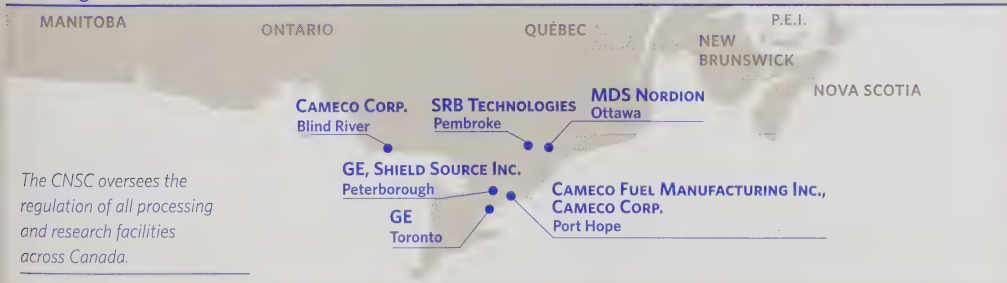 MANITOBA
ONTARIO
QUÉBEC
P.E.I.
NEW
BRUNSWICK
NOVA SCOTIA
CAMECO CORP.
Blind River
SRB TECHNOLOGIES
Pembroke
MDS NORDION
Ottawa
GE, SHIELD SOURCE INC.
Peterborough
GE
Toronto
CAMECO FUEL MANUFACTURING INC.,
CAMECO CORP.
Port Hope
The CNSC oversees the
regulation of all processing
and research facilities
across Canada.